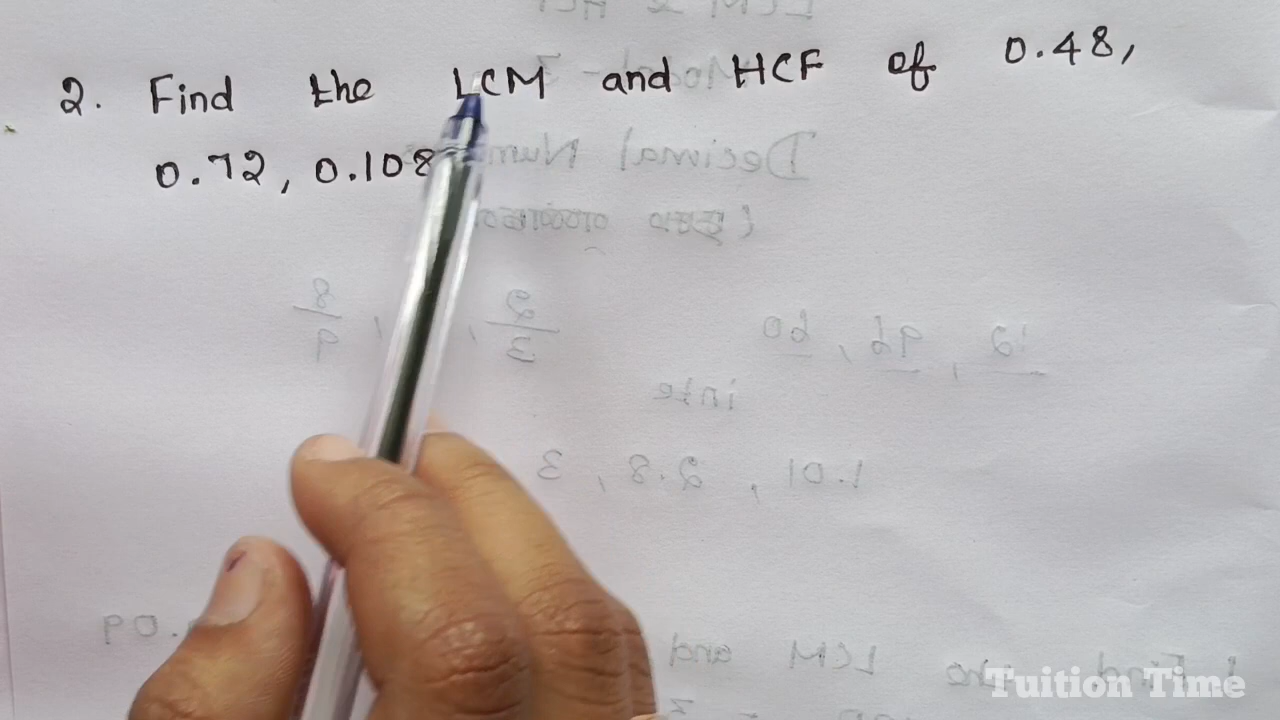 2. Find the LCM and HCF of 0.48,
0.72, 0.108
Tuition Time